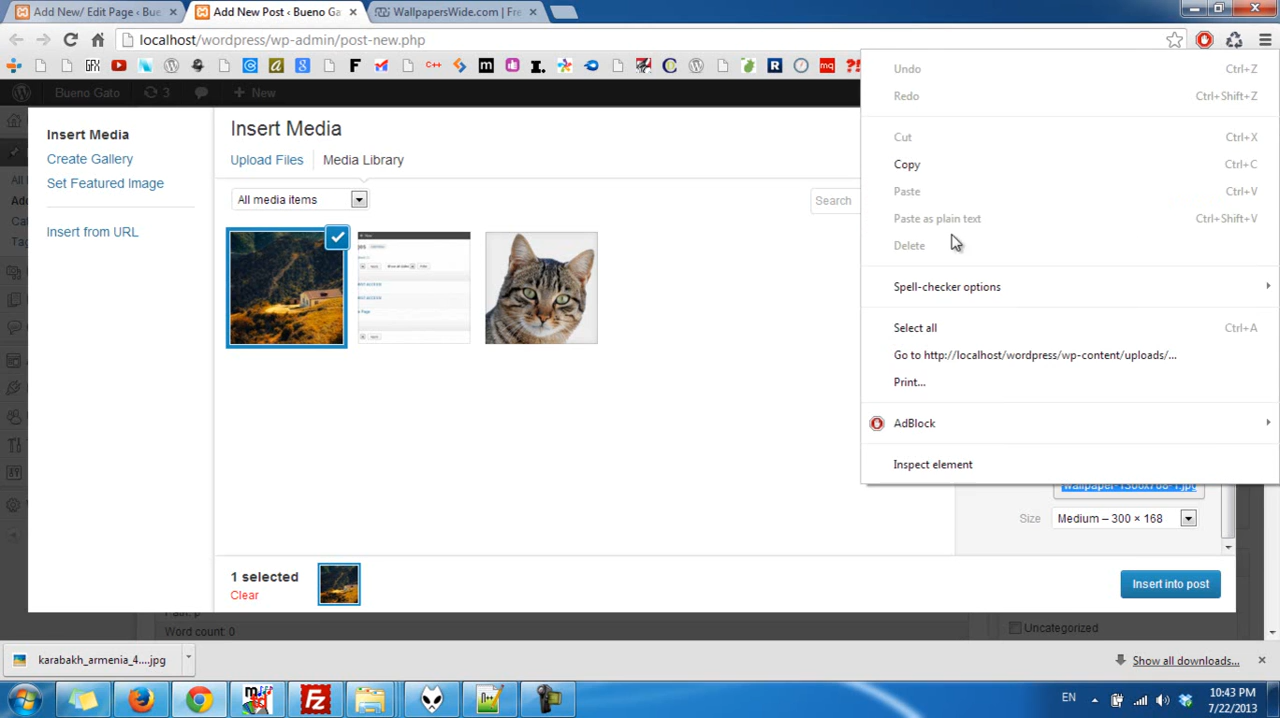 Add New/ Edit Page ‹ Bue
Add New Post ‹ Bueno Ga
WallpapersWide.com | Fre
localhost/wordpress/wp-admin/post-new.php
GFX
a
8
F
C++
m
I.
C
R
mq
?!
Bueno Gato
3
+ New
Insert Media
Create Gallery
Set Featured Image
Insert from URL
Insert Media
Upload Files
Media Library
All media items
Search
Undo Ctrl+Z
Redo Ctrl+Shift+Z
Cut Ctrl+X
Copy Ctrl+C
Paste Ctrl+V
Paste as plain text Ctrl+Shift+V
Delete
Spell-checker options
Select all Ctrl+A
Go to http://localhost/wordpress/wp-content/uploads/...
Print...
AdBlock
Inspect element
Size Medium – 300 × 168
1 selected
Clear
Insert into post
Word count: 0
Uncategorized
karabakh_armenia_4....jpg
Show all downloads...
EN
10:43 PM
7/22/2013